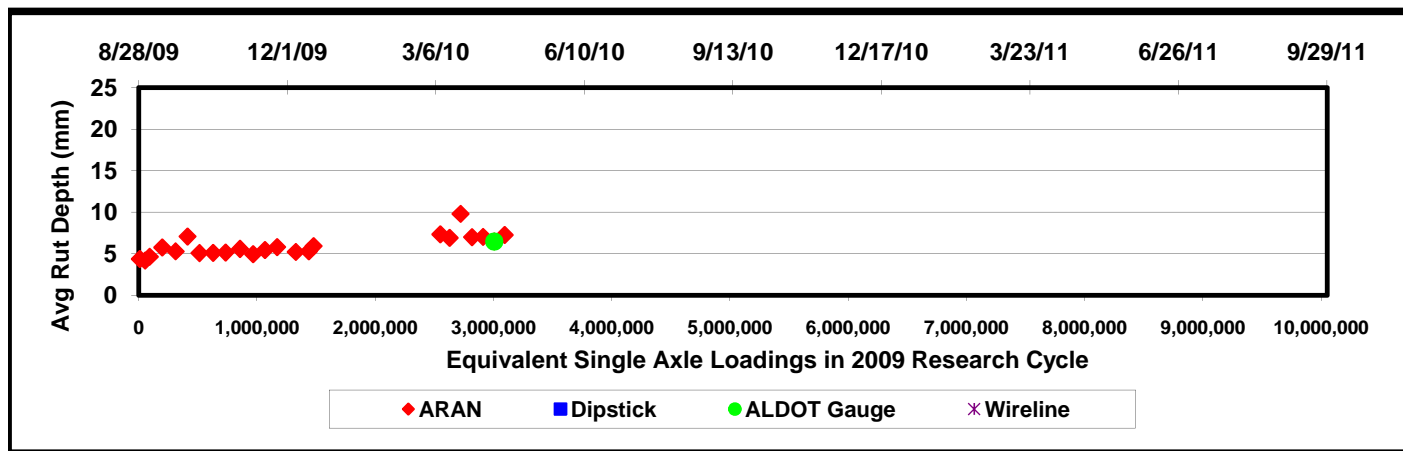 8/28/09 12/1/09 3/6/10 6/10/10 9/13/10 12/17/10 3/23/11 6/26/11 9/29/11
25
20
15
10
5
0
Avg Rut Depth (mm)
0 1,000,000 2,000,000 3,000,000 4,000,000 5,000,000 6,000,000 7,000,000 8,000,000 9,000,000 10,000,000
Equivalent Single Axle Loadings in 2009 Research Cycle
ARAN Dipstick ALDOT Gauge Wireline